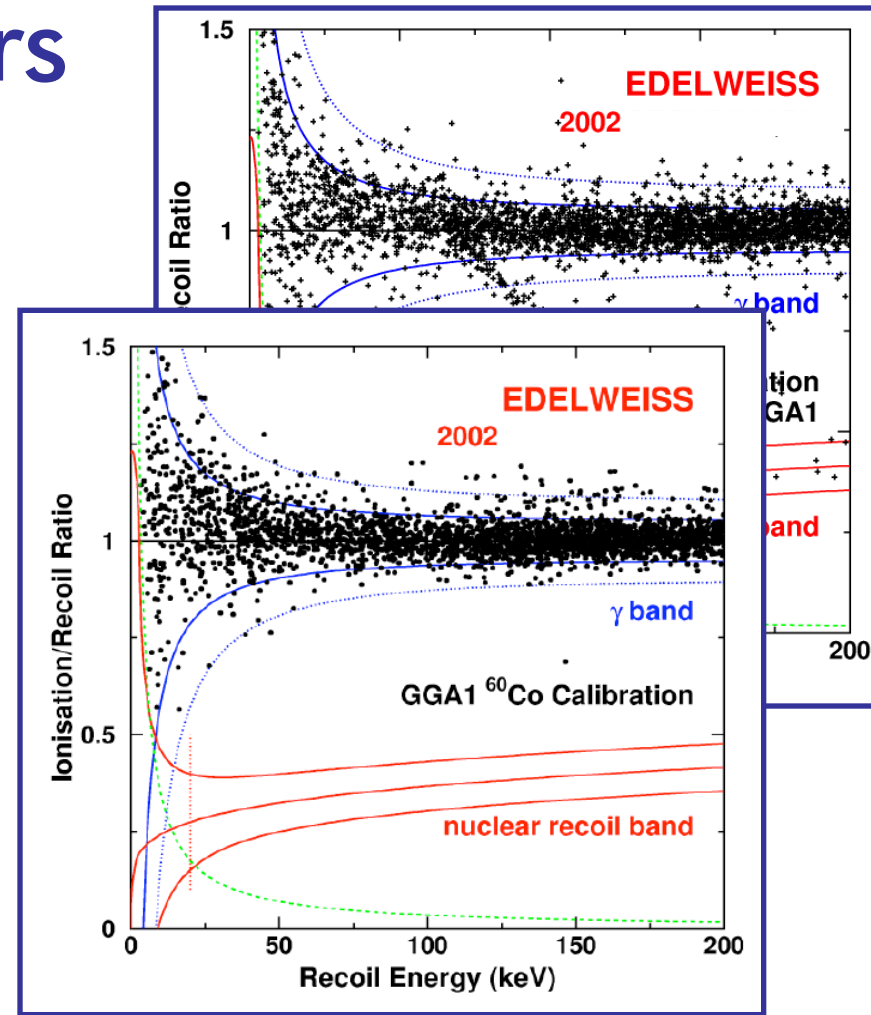 rs
1.5
EDELWEISS
2002
1
coil Ratio
γ band
tion
GGA1
band
200
1.5
EDELWEISS
2002
1
γ band
GGA1 ⁶⁰Co Calibration
0.5
nuclear recoil band
0
0 50 100 150 200
Ionisation/Recoil Ratio
Recoil Energy (keV)